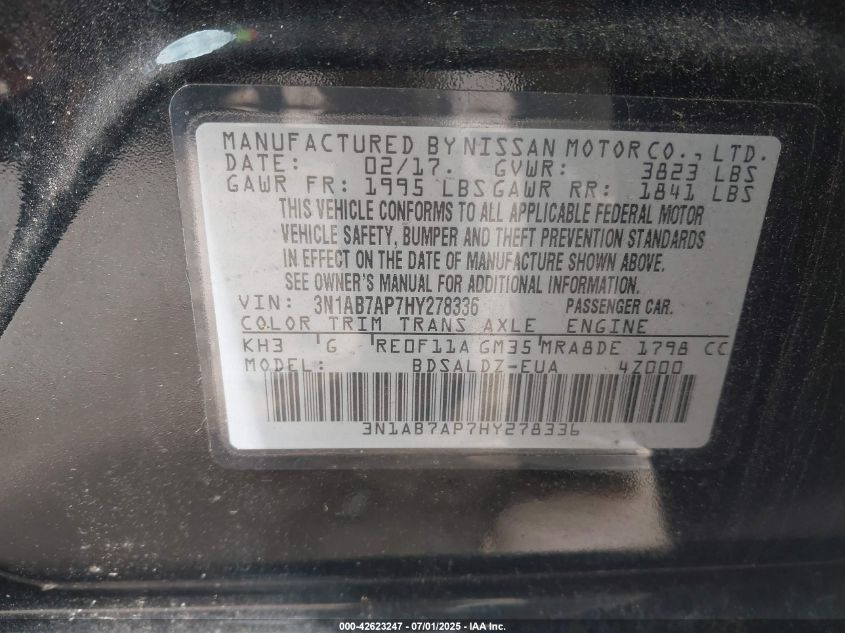 MANUFACTURED BY NISSAN MOTOR CO., LTD.
DATE: 02/17. GVWR: 3823 LBS
GAWR FR: 1995 LBS GAWR RR: 1841 LBS
THIS VEHICLE CONFORMS TO ALL APPLICABLE FEDERAL MOTOR
VEHICLE SAFETY, BUMPER AND THEFT PREVENTION STANDARDS
IN EFFECT ON THE DATE OF MANUFACTURE SHOWN ABOVE.
SEE OWNER'S MANUAL FOR ADDITIONAL INFORMATION.
VIN: 3N1AB7AP7HY278336 PASSENGER CAR.
COLOR TRIM TRANS AXLE ENGINE
KH3 G RE0F11A GM35 MRA8DE 1798 CC
MODEL: BDSALDZ-EUA 4Z000
3N1AB7AP7HY278336
000-42623247 - 07/01/2025 - IAA Inc.